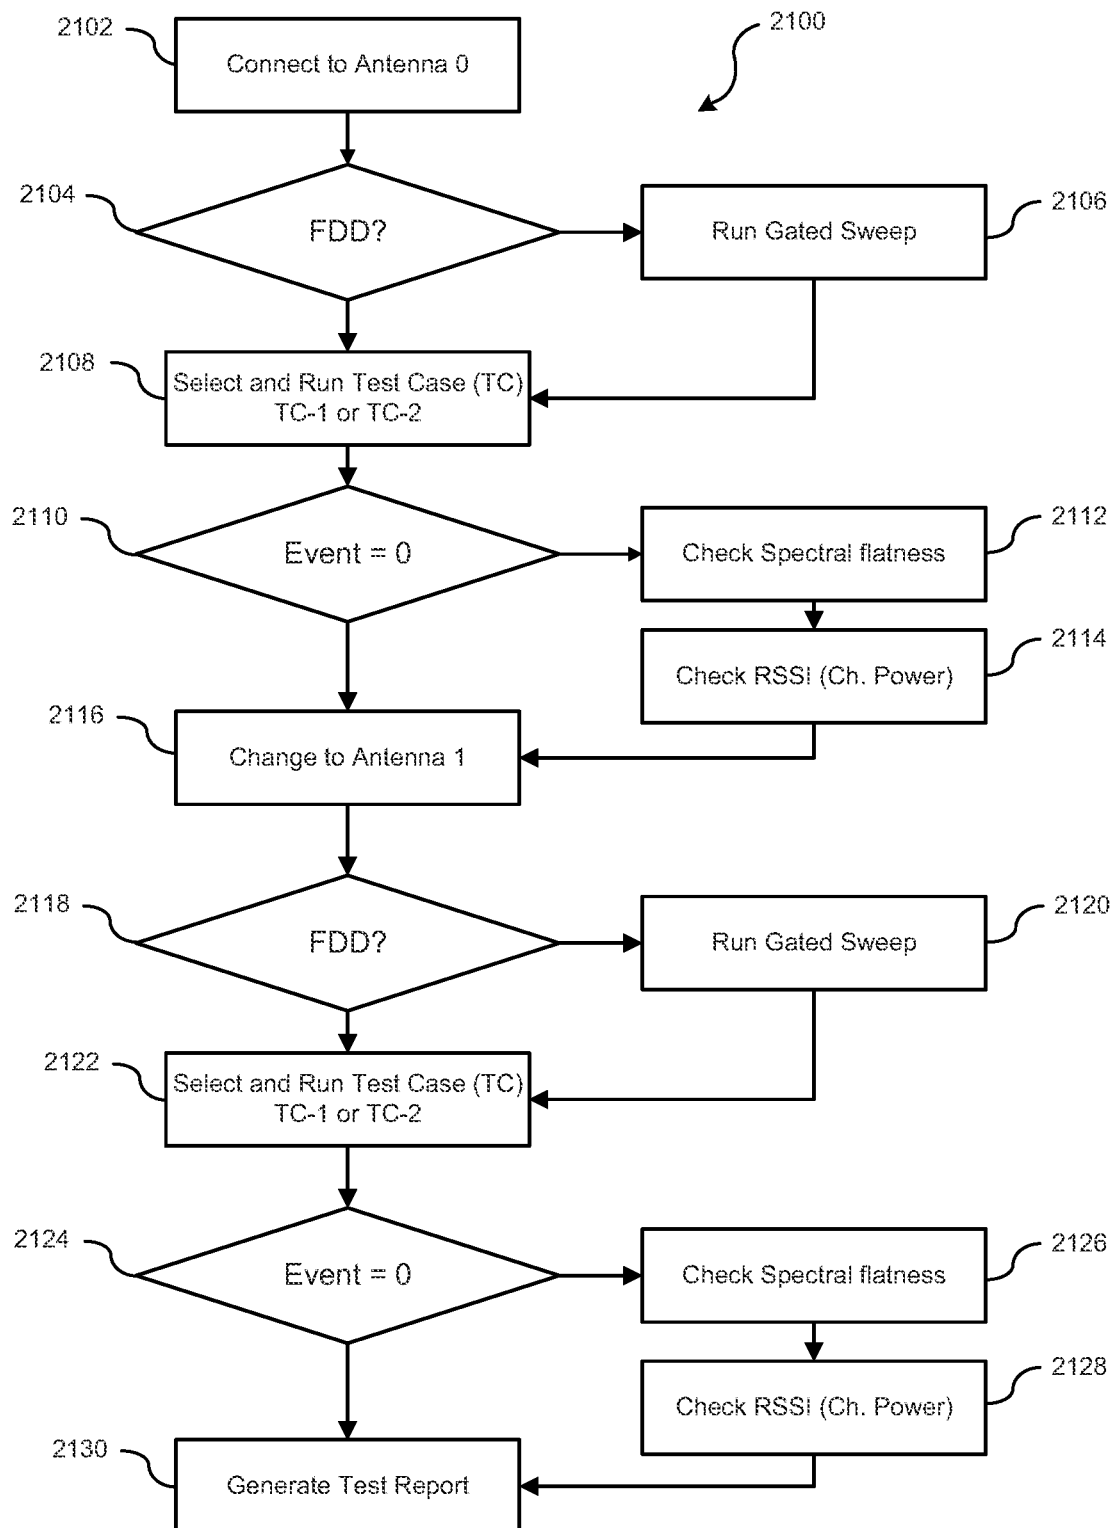 2100
2102
Connect to Antenna 0
2104
FDD?
2106
Run Gated Sweep
2108
Select and Run Test Case (TC)
TC-1 or TC-2
2110
Event = 0
2112
Check Spectral flatness
2114
Check RSSI (Ch. Power)
2116
Change to Antenna 1
2118
FDD?
2120
Run Gated Sweep
2122
Select and Run Test Case (TC)
TC-1 or TC-2
2124
Event = 0
2126
Check Spectral flatness
2128
Check RSSI (Ch. Power)
2130
Generate Test Report